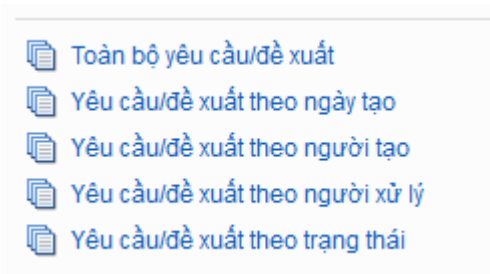 Toàn bộ yêu cầu/đề xuất
Yêu cầu/đề xuất theo ngày tạo
Yêu cầu/đề xuất theo người tạo
Yêu cầu/đề xuất theo người xử lý
Yêu cầu/đề xuất theo trạng thái